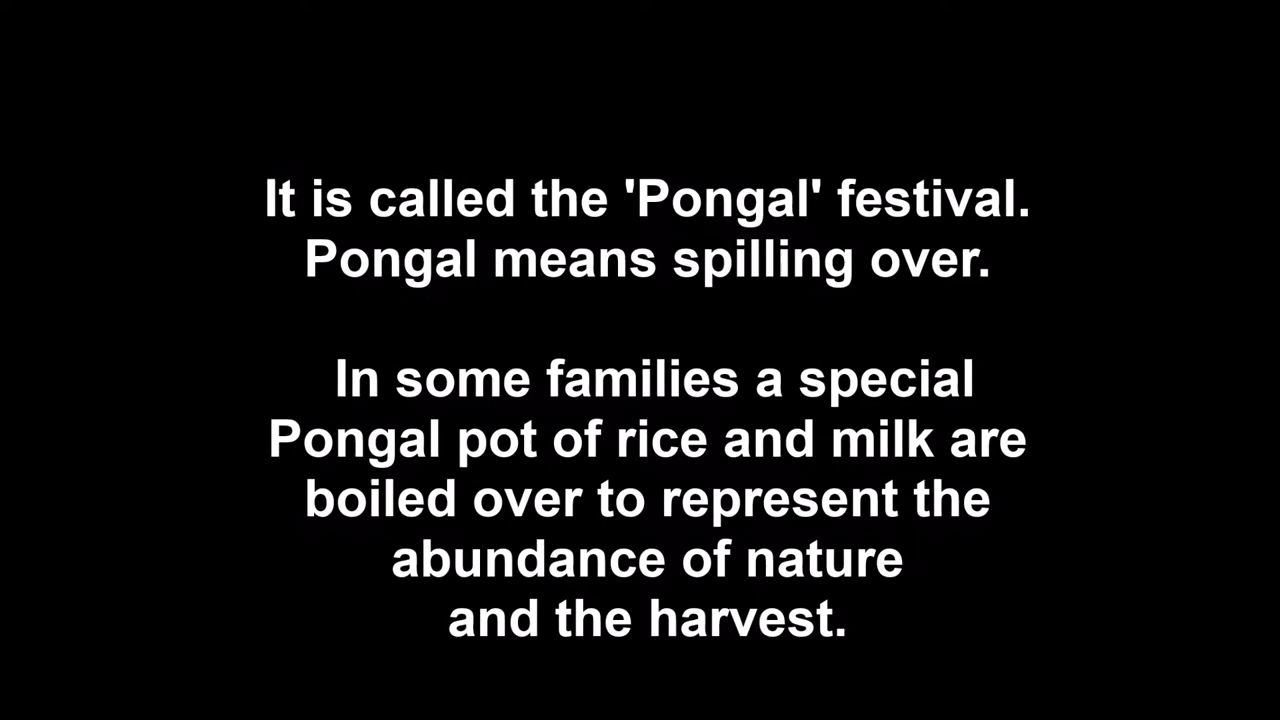 It is called the 'Pongal' festival.
Pongal means spilling over.
In some families a special
Pongal pot of rice and milk are
boiled over to represent the
abundance of nature
and the harvest.